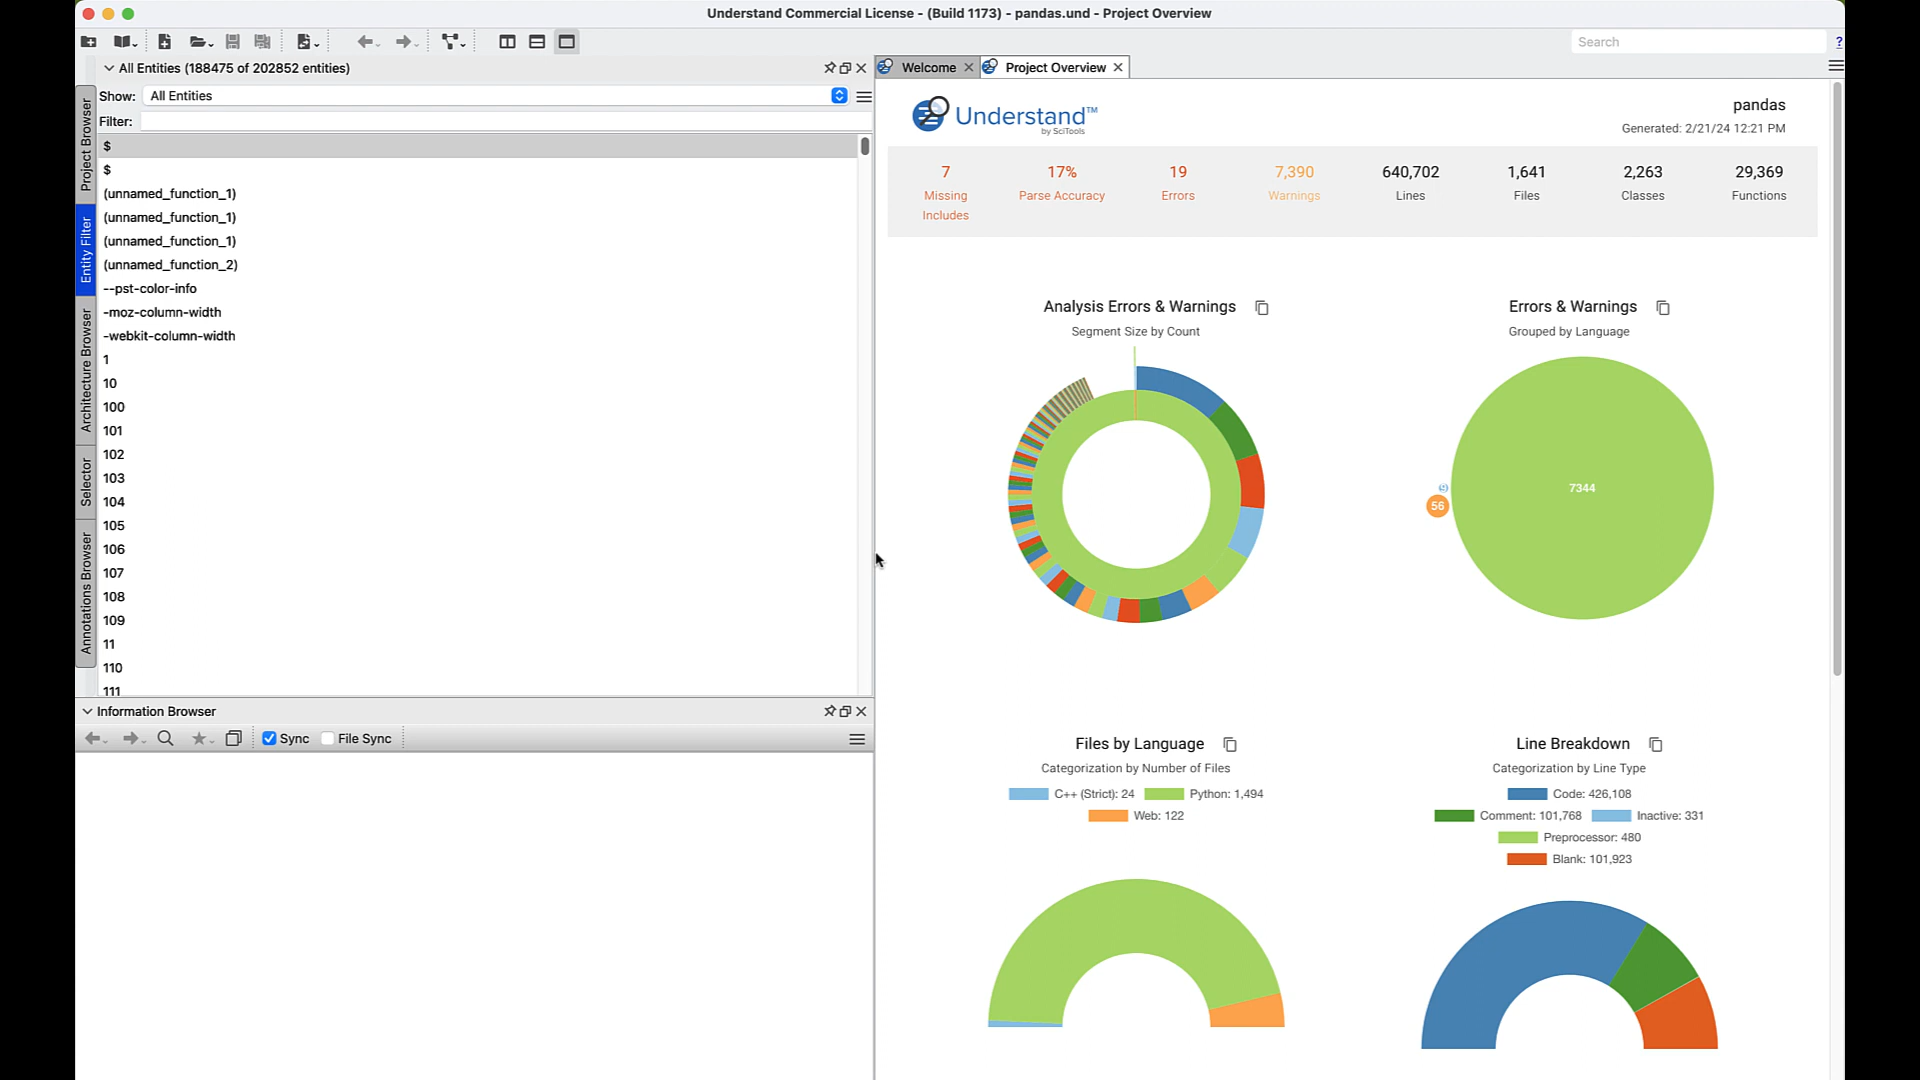 Understand Commercial License - (Build 1173) - pandas.und - Project Overview
Search
?
All Entities (188475 of 202852 entities)
Show: All Entities
Filter:
Project Browser
Entity Filter
Architecture Browser
Selector
Annotations Browser
$
$
(unnamed_function_1)
(unnamed_function_1)
(unnamed_function_1)
(unnamed_function_2)
--pst-color-info
-moz-column-width
-webkit-column-width
1
10
100
101
102
103
104
105
106
107
108
109
11
110
111
Information Browser
Sync File Sync
Welcome
Project Overview
Understand™
by SciTools
pandas
Generated: 2/21/24 12:21 PM
7
Missing
Includes
17%
Parse Accuracy
19
Errors
7,390
Warnings
640,702
Lines
1,641
Files
2,263
Classes
29,369
Functions
Analysis Errors & Warnings
Segment Size by Count
Errors & Warnings
Grouped by Language
7344
9
56
Files by Language
Categorization by Number of Files
C++ (Strict): 24 Python: 1,494
Web: 122
Line Breakdown
Categorization by Line Type
Code: 426,108
Comment: 101,768 Inactive: 331
Preprocessor: 480
Blank: 101,923